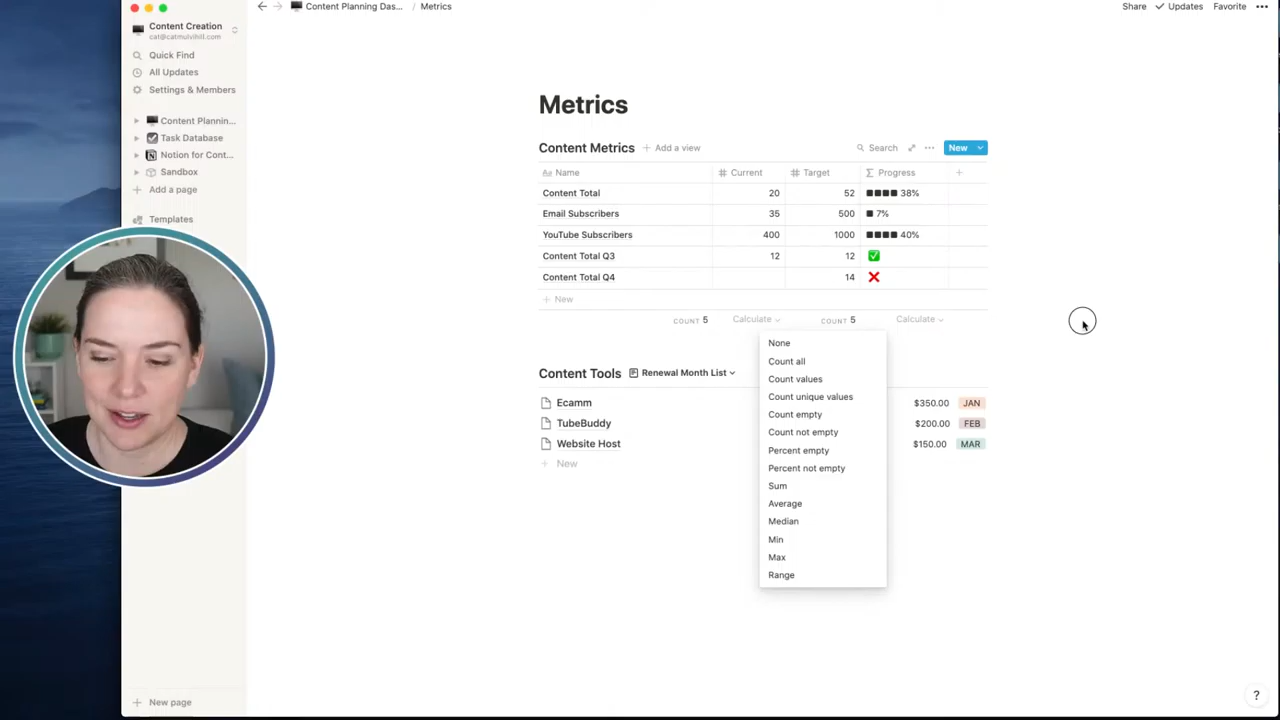 Content Creation
cat@catmulvihill.com
Quick Find
All Updates
Settings & Members
Content Plannin...
Task Database
Notion for Cont...
Sandbox
Add a page
Templates
New page
Content Planning Das... / Metrics
Share Updates Favorite
Metrics
Content Metrics + Add a view Search New
Name Current Target Progress
Content Total 20 52 38%
Email Subscribers 35 500 7%
YouTube Subscribers 400 1000 40%
Content Total Q3 12 12
Content Total Q4 14
+ New
COUNT 5 Calculate COUNT 5 Calculate
None
Count all
Count values
Count unique values
Count empty
Count not empty
Percent empty
Percent not empty
Sum
Average
Median
Min
Max
Range
Content Tools Renewal Month List
Ecamm $350.00 JAN
TubeBuddy $200.00 FEB
Website Host $150.00 MAR
+ New
?